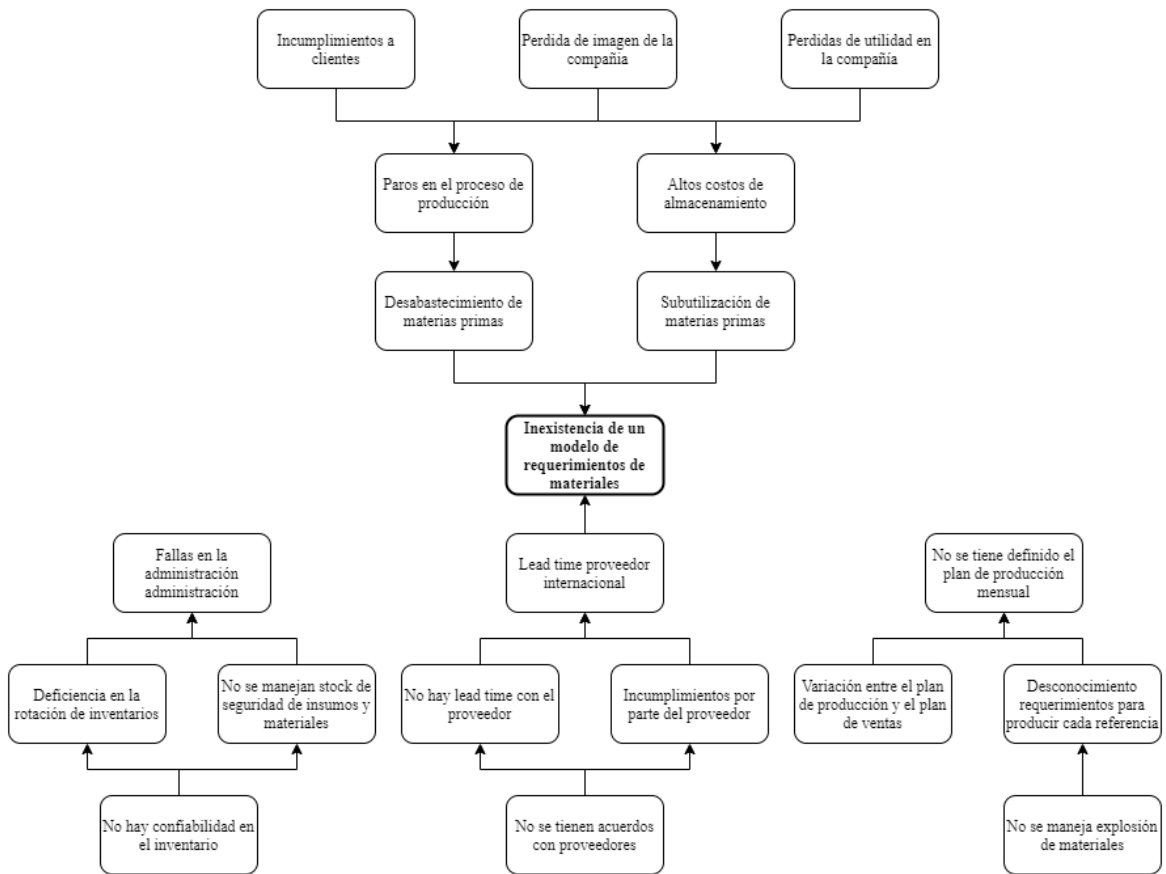 Incumplimientos a
clientes
Perdida de imagen de la
compañia
Perdidas de utilidad en
la compañía
Paros en el proceso de
producción
Altos costos de
almacenamiento
Desabastecimiento de
materias primas
Subutilización de
materias primas
Inexistencia de un
modelo de
requerimientos de
materiales
Fallas en la
administración
administración
Lead time proveedor
internacional
No se tiene definido el
plan de producción
mensual
Deficiencia en la
rotación de inventarios
No se manejan stock de
seguridad de insumos y
materiales
No hay lead time con el
proveedor
Incumplimientos por
parte del proveedor
Variación entre el plan
de producción y el plan
de ventas
Desconocimiento
requerimientos para
producir cada referencia
No hay confiabilidad en
el inventario
No se tienen acuerdos
con proveedores
No se maneja explosión
de materiales